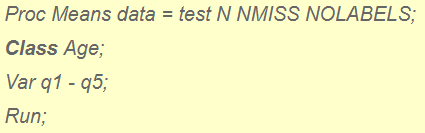 Proc Means data = test N NMISS NOLABELS;
Class Age;
Var q1 - q5;
Run;